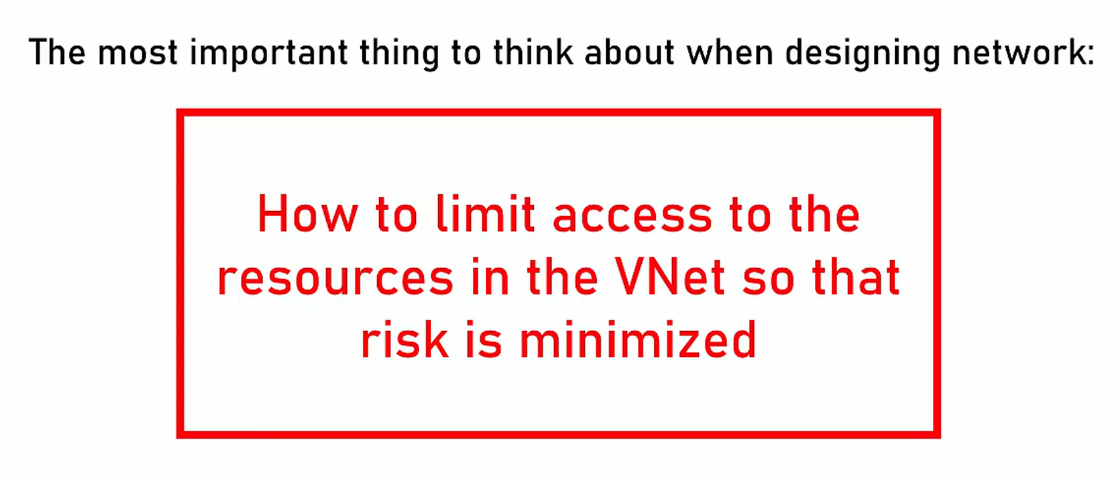 The most important thing to think about when designing network:
How to limit access to the
resources in the VNet so that
risk is minimized